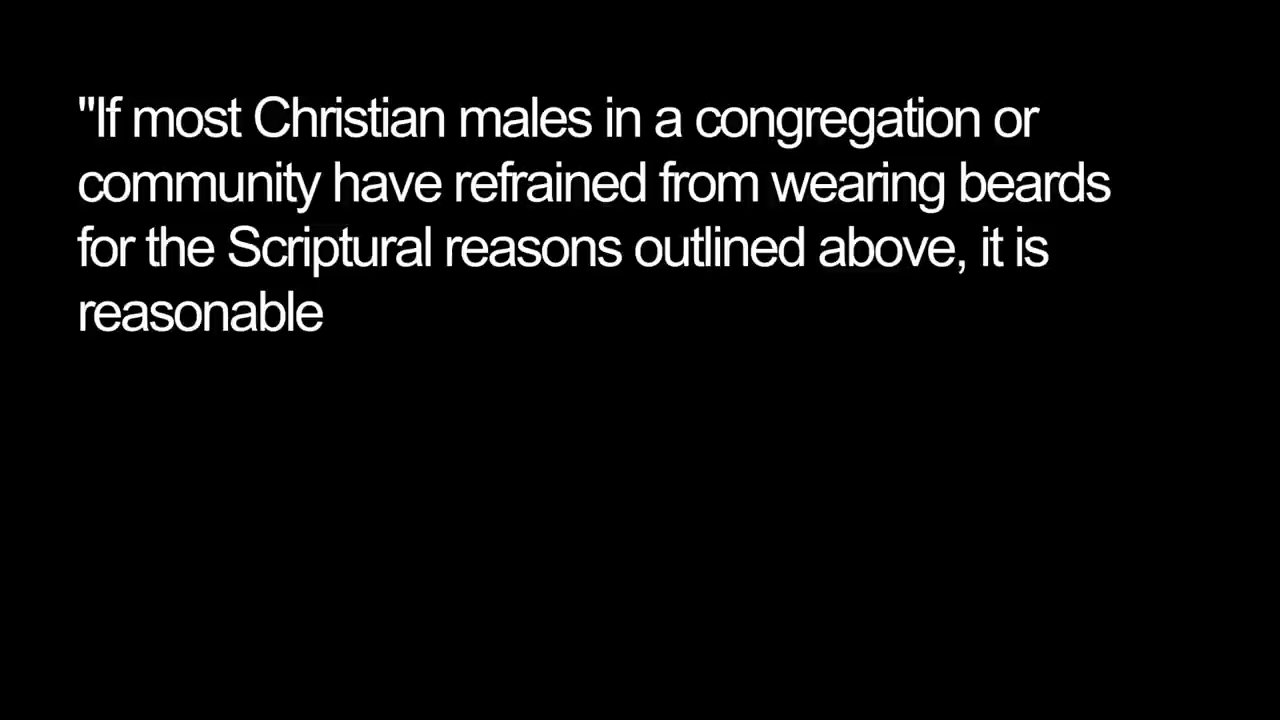 "If most Christian males in a congregation or
community have refrained from wearing beards
for the Scriptural reasons outlined above, it is
reasonable